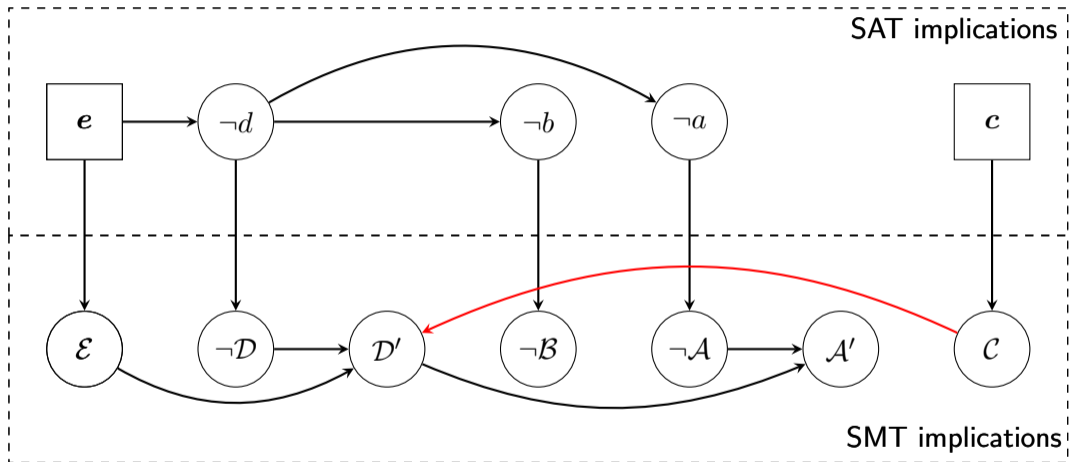 SAT implications
e
¬d
¬b
¬a
c
ℰ
¬𝒟
𝒟′
¬ℬ
¬𝒜
𝒜′
𝒞
SMT implications